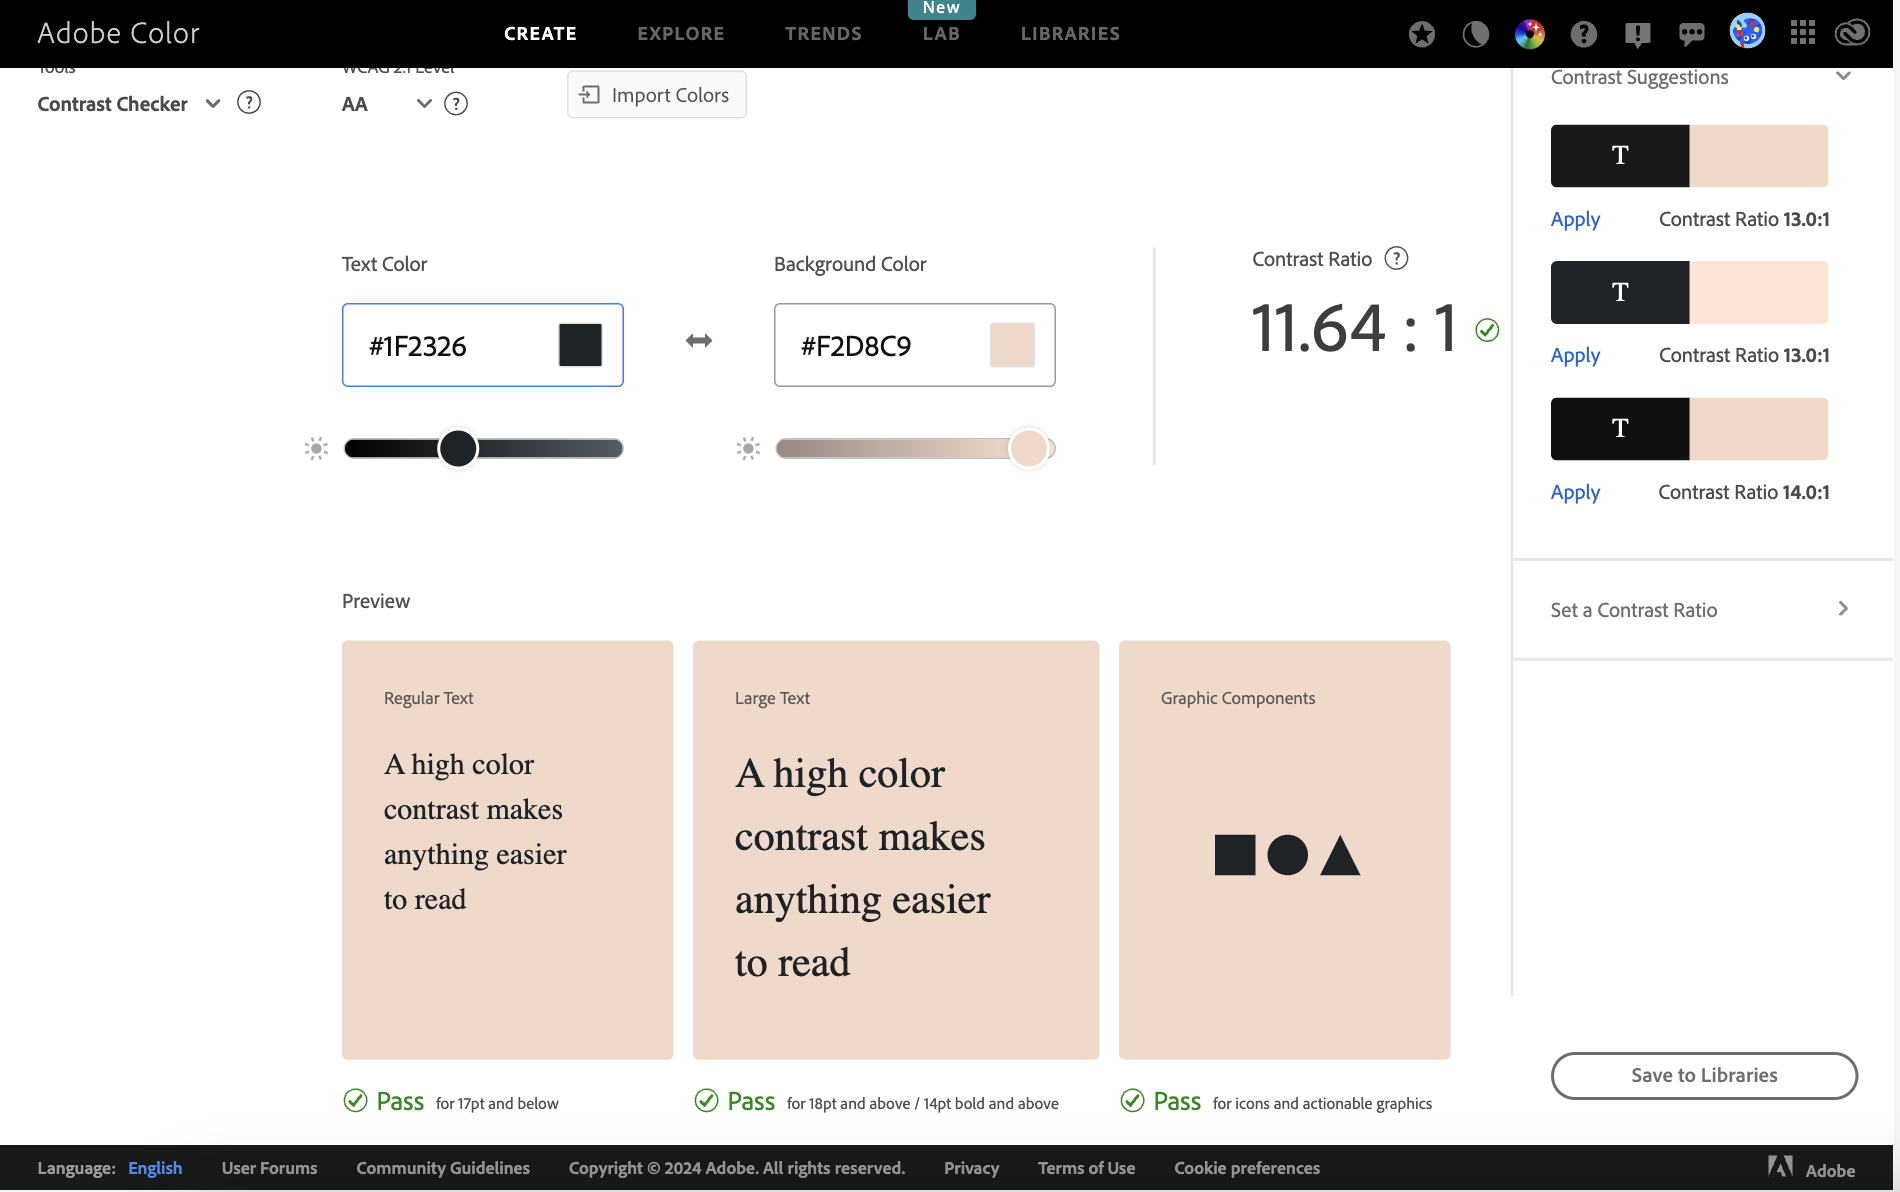 Adobe Color
CREATE
EXPLORE
TRENDS
New
LAB
LIBRARIES
Tools
Contrast Checker
WCAG 2.1 Level
AA
Import Colors
Text Color
#1F2326
Background Color
#F2D8C9
Contrast Ratio
11.64 : 1
Contrast Suggestions
T
Apply Contrast Ratio 13.0:1
T
Apply Contrast Ratio 13.0:1
T
Apply Contrast Ratio 14.0:1
Set a Contrast Ratio
Preview
Regular Text
A high color
contrast makes
anything easier
to read
Pass for 17pt and below
Large Text
A high color
contrast makes
anything easier
to read
Pass for 18pt and above / 14pt bold and above
Graphic Components
Pass for icons and actionable graphics
Save to Libraries
Language: English
User Forums
Community Guidelines
Copyright © 2024 Adobe. All rights reserved.
Privacy
Terms of Use
Cookie preferences
Adobe